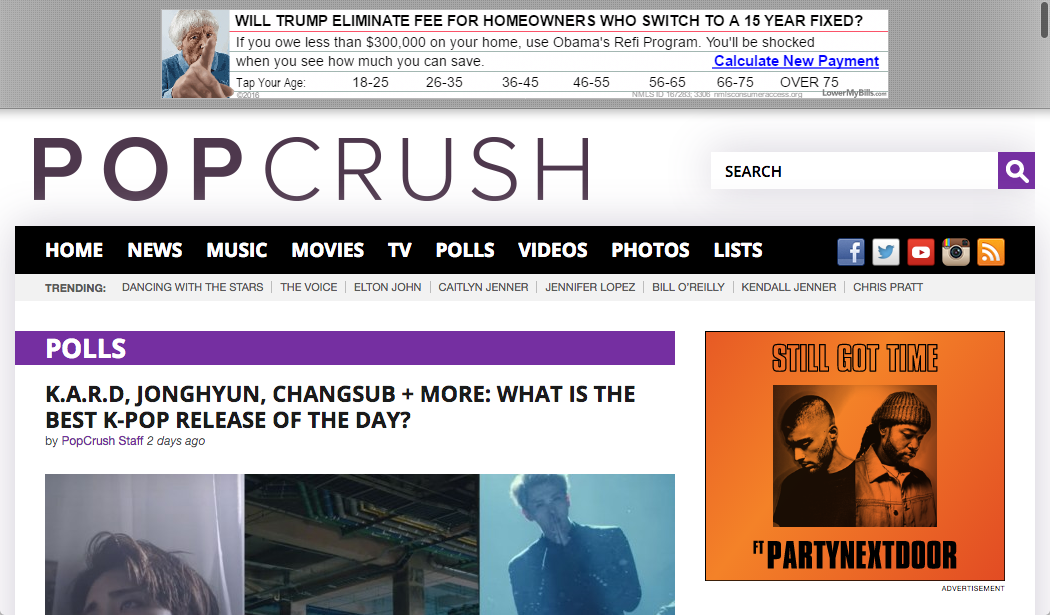 WILL TRUMP ELIMINATE FEE FOR HOMEOWNERS WHO SWITCH TO A 15 YEAR FIXED?
If you owe less than $300,000 on your home, use Obama's Refi Program. You'll be shocked
when you see how much you can save. Calculate New Payment
Tap Your Age: 18-25 26-35 36-45 46-55 56-65 66-75 OVER 75
©2016 NMLS ID 167283, 3306 nmlsconsumeraccess.org LowerMyBills.com
POPCRUSH
SEARCH
HOME NEWS MUSIC MOVIES TV POLLS VIDEOS PHOTOS LISTS
TRENDING: DANCING WITH THE STARS THE VOICE ELTON JOHN CAITLYN JENNER JENNIFER LOPEZ BILL O'REILLY KENDALL JENNER CHRIS PRATT
POLLS
K.A.R.D, JONGHYUN, CHANGSUB + MORE: WHAT IS THE
BEST K-POP RELEASE OF THE DAY?
by PopCrush Staff 2 days ago
STILL GOT TIME
FT PARTYNEXTDOOR
ADVERTISEMENT